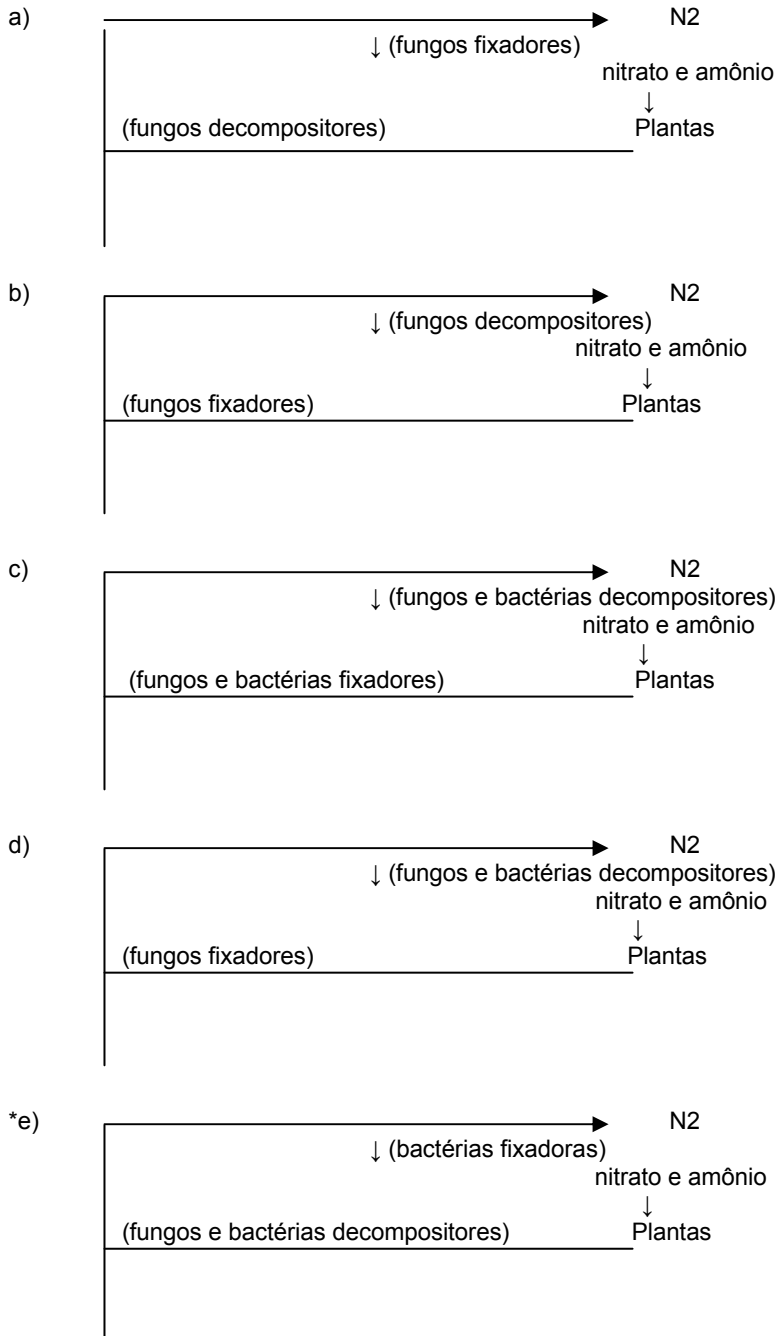 a) N2
↓ (fungos fixadores)
nitrato e amônio
↓
(fungos decompositores) Plantas
b) N2
↓ (fungos decompositores)
nitrato e amônio
↓
(fungos fixadores) Plantas
c) N2
↓ (fungos e bactérias decompositores)
nitrato e amônio
↓
(fungos e bactérias fixadores) Plantas
d) N2
↓ (fungos e bactérias decompositores)
nitrato e amônio
↓
(fungos fixadores) Plantas
*e) N2
↓ (bactérias fixadoras)
nitrato e amônio
↓
(fungos e bactérias decompositores) Plantas